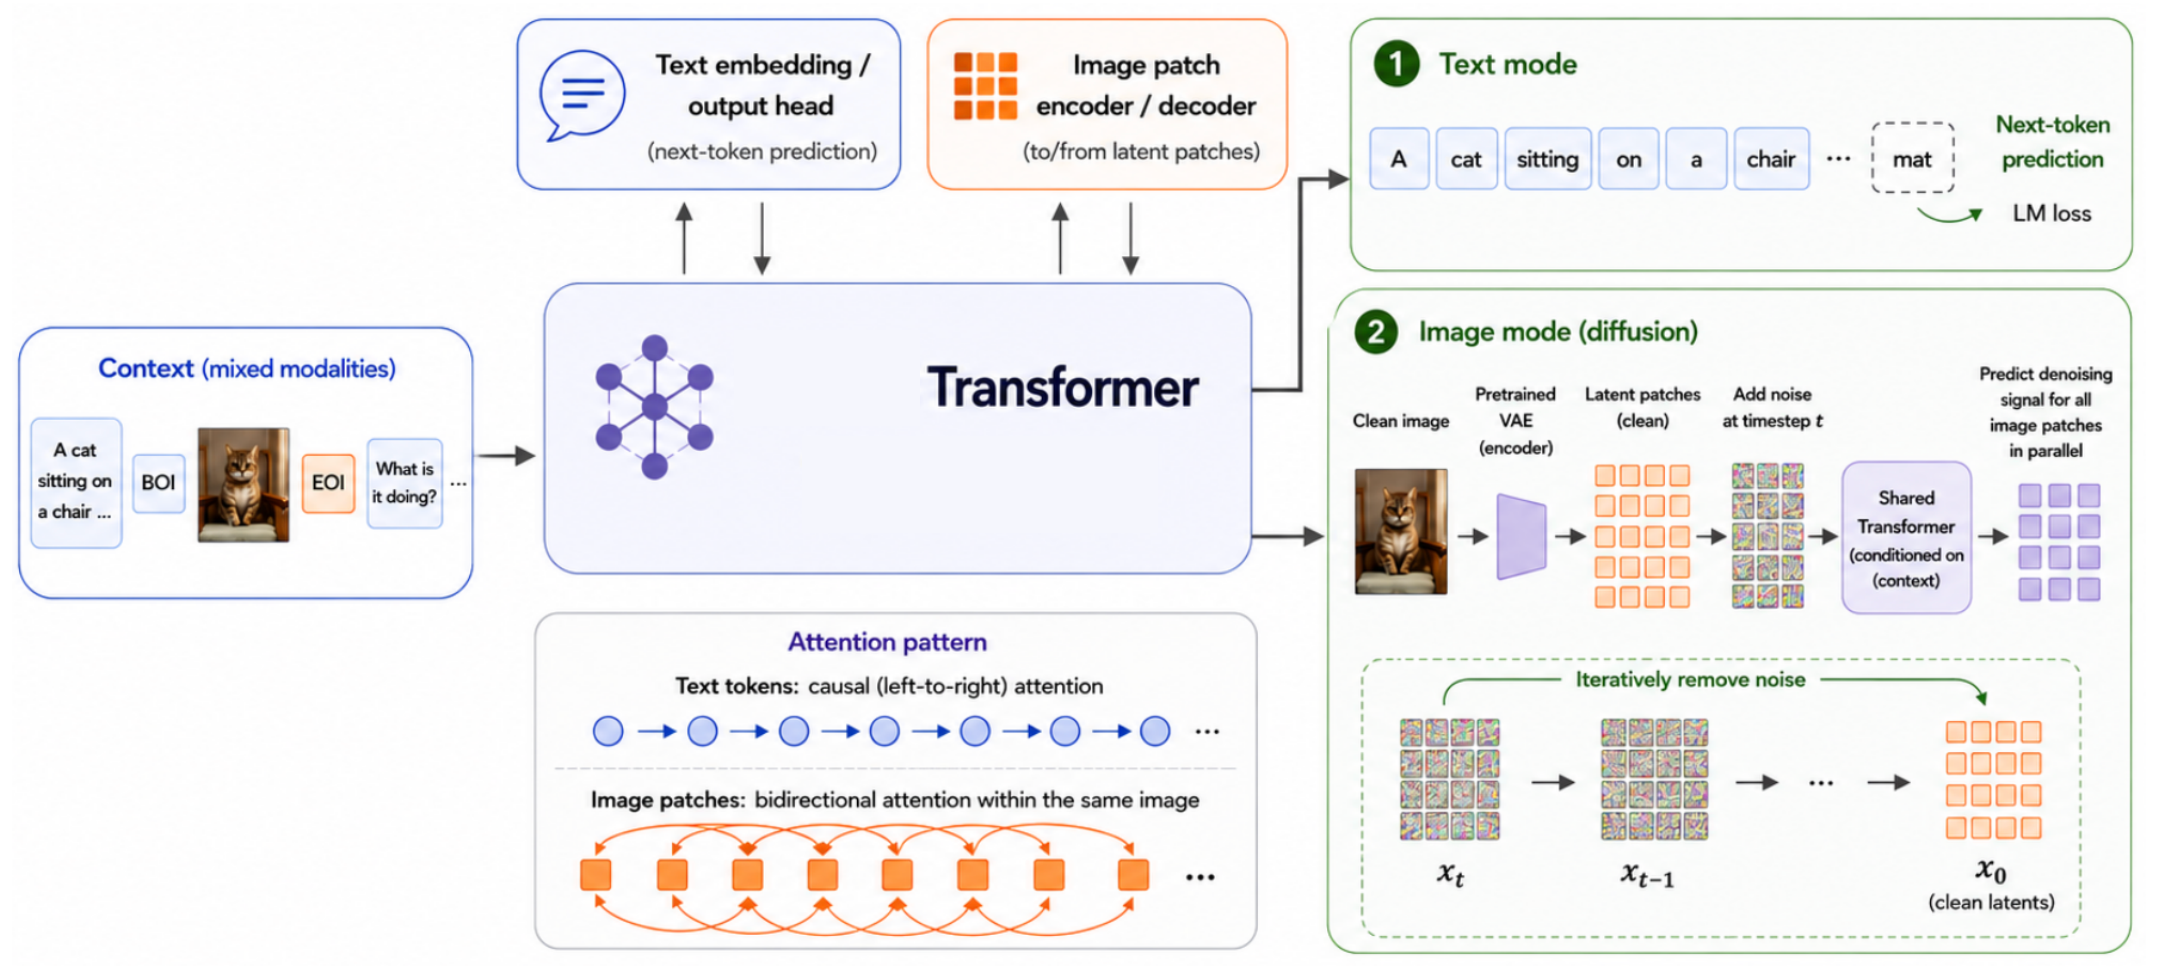 Text embedding /
output head
(next-token prediction)
Image patch
encoder / decoder
(to/from latent patches)
1 Text mode
A cat sitting on a chair ... mat
Next-token
prediction
LM loss
Context (mixed modalities)
A cat
sitting on
a chair ...
BOI
EOI
What is
it doing?
...
Transformer
2 Image mode (diffusion)
Clean image
Pretrained
VAE
(encoder)
Latent patches
(clean)
Add noise
at timestep t
Shared
Transformer
(conditioned on
(context)
Predict denoising
signal for all
image patches
in parallel
Iteratively remove noise
...
xₜ
xₜ₋₁
x₀
(clean latents)
Attention pattern
Text tokens: causal (left-to-right) attention
...
Image patches: bidirectional attention within the same image
...